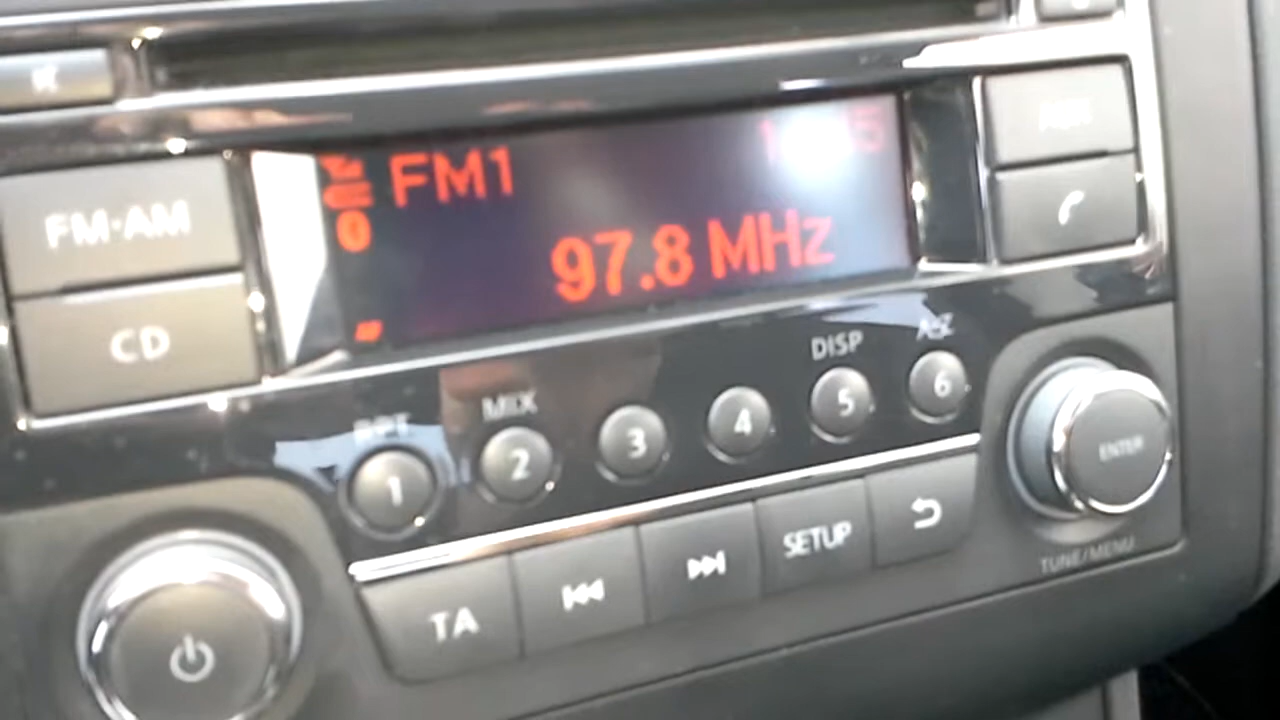 FM1
97.8 MHz
FM·AM
CD
RPT
MIX
DISP
A-Z
1
2
3
4
5
6
ENTER
TUNE/MENU
TA
SETUP